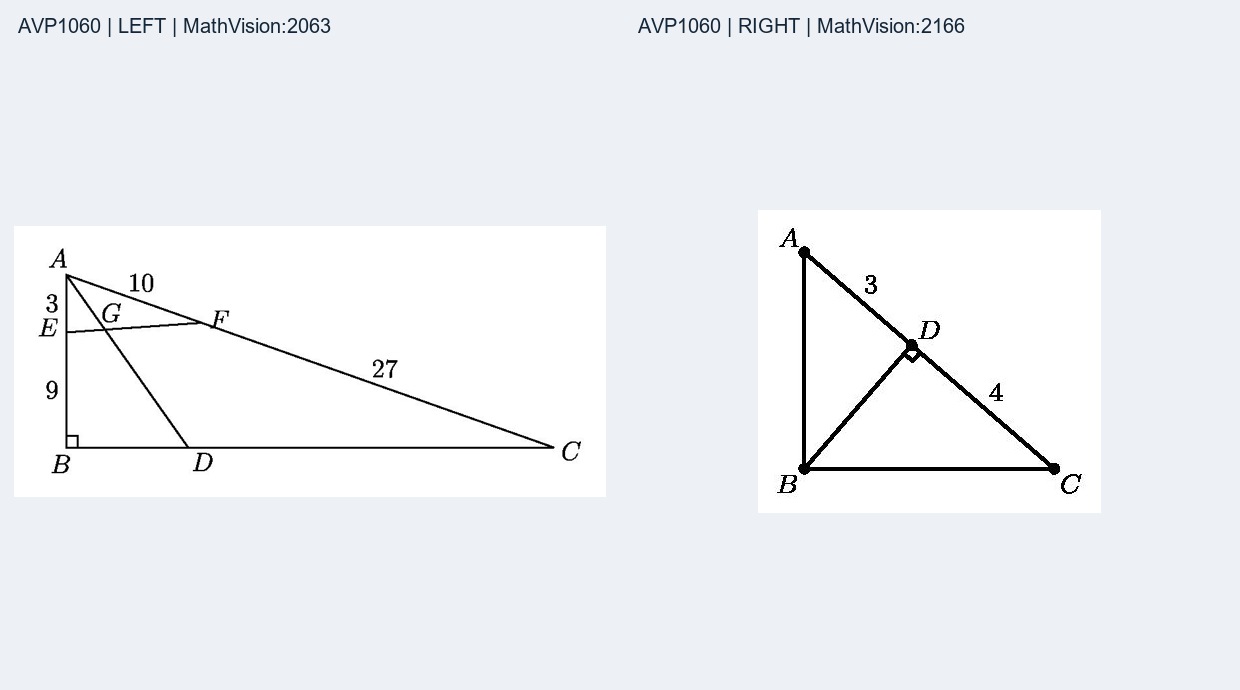 AVP1060 | LEFT | MathVision:2063
A
10
3
G
F
E
27
9
B
D
C
AVP1060 | RIGHT | MathVision:2166
A
3
D
4
B
C